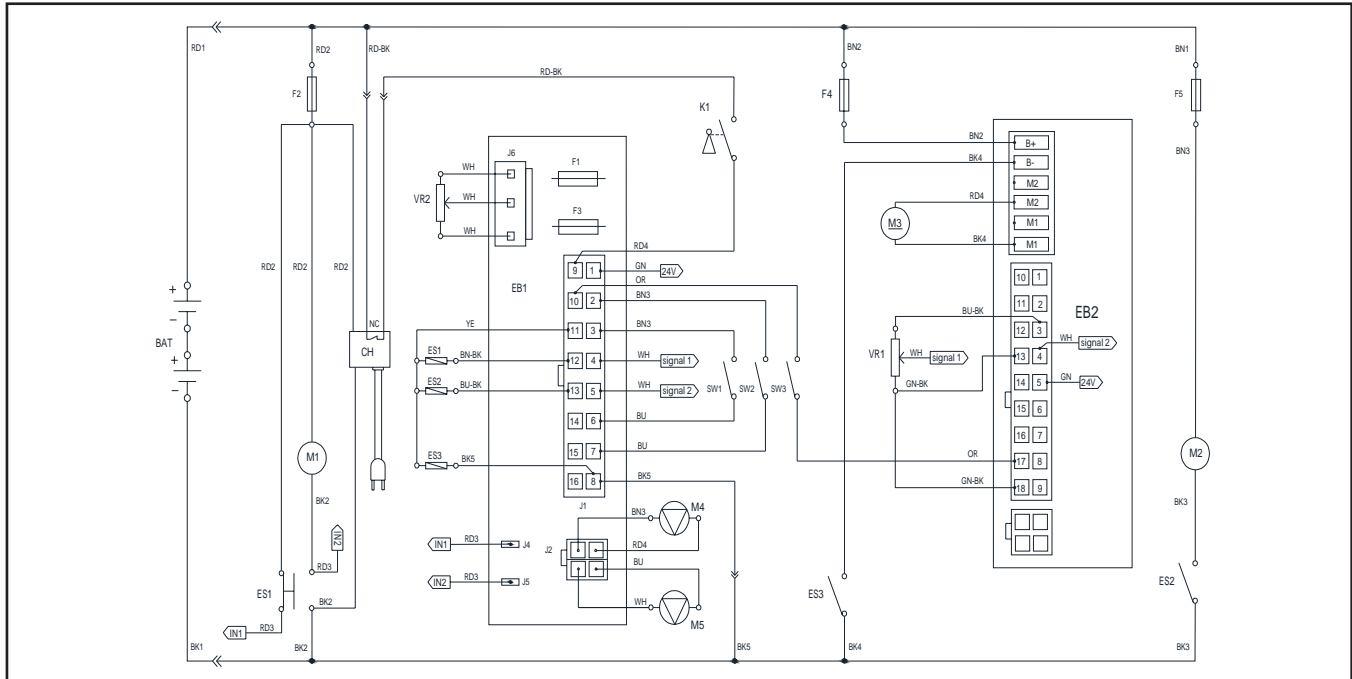 RD1
RD2
RD-BK
BN2
BN1
RD-BK
F2
K1
F4
F5
J6
F1
WH
VR2
WH
F3
WH
BN2
B+
BK4
B-
M2
RD4
M2
M3
M1
BK4
M1
BN3
RD2
RD2
RD2
RD4
9
1
GN
24V
OR
EB1
10
2
BN3
10
1
11
2
EB2
+
−
BAT
+
−
NC
CH
YE
11
3
BN3
ES1
BN-BK
12
4
WH
signal 1
ES2
BU-BK
13
5
WH
signal 2
SW1
SW2
SW3
14
6
BU
15
7
BU
ES3
BK5
16
8
BK5
J1
BU-BK
12
3
WH
signal 2
VR1
WH
signal 1
13
4
GN-BK
14
5
GN
24V
15
6
16
7
OR
17
8
GN-BK
18
9
M1
M2
BK2
BK3
IN2
RD3
BN3
M4
J2
RD4
IN1
RD3
J4
BU
IN2
RD3
J5
WH
M5
ES1
BK2
RD3
IN1
ES3
ES2
BK1
BK2
BK5
BK4
BK3